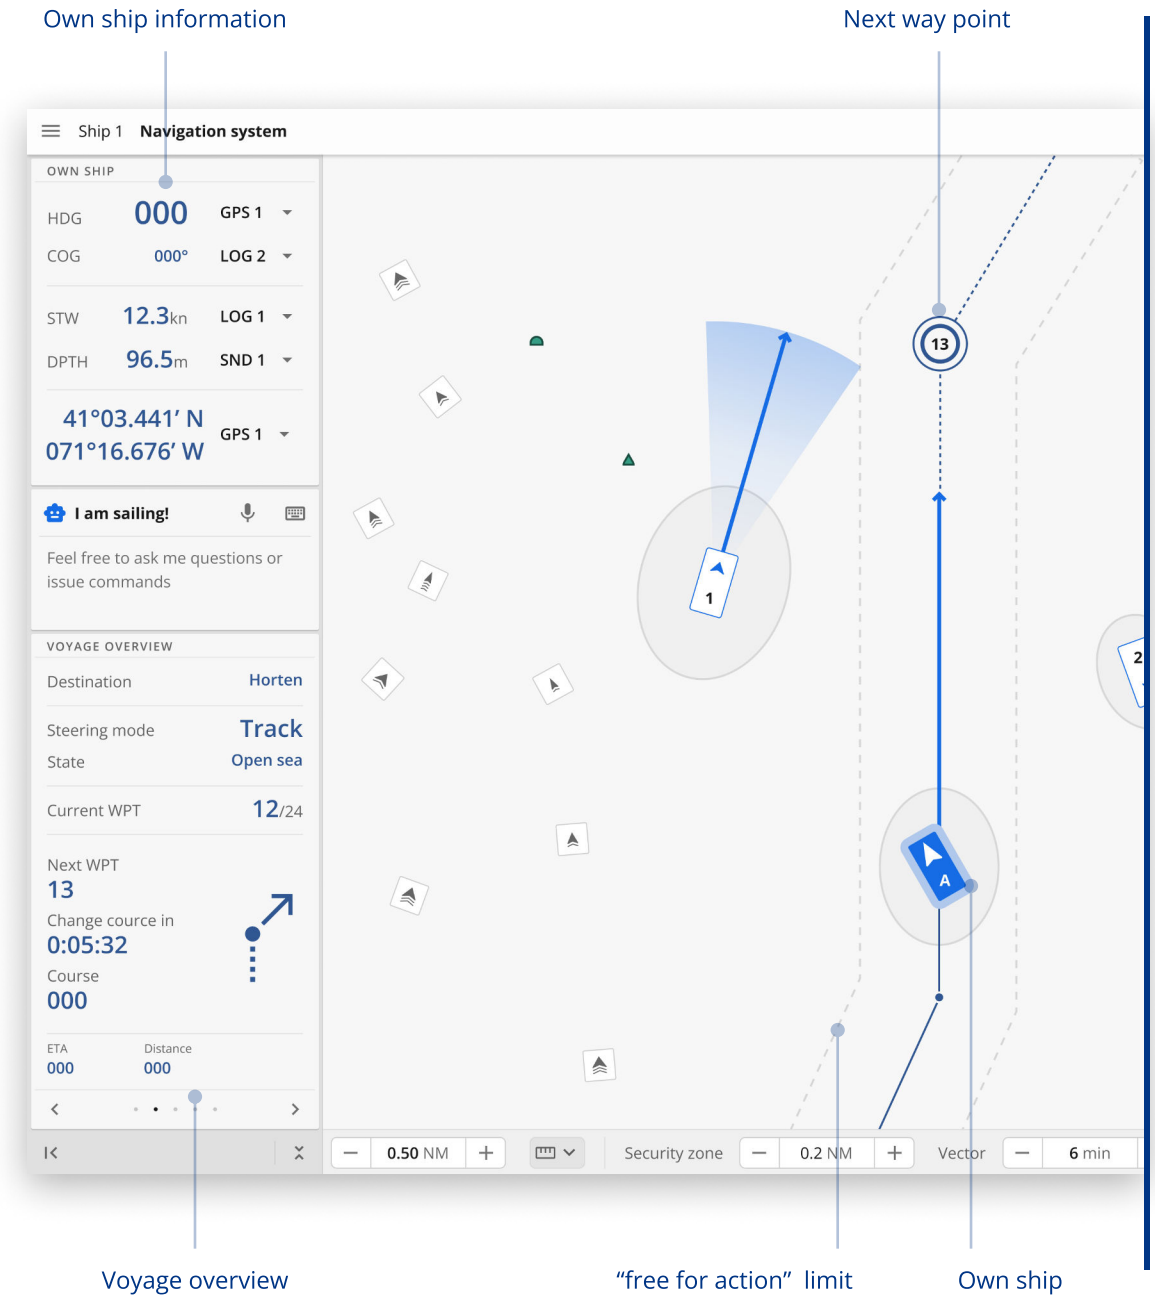 Own ship information
Next way point
Ship 1 Navigation system
OWN SHIP
HDG 000 GPS 1
COG 000° LOG 2
STW 12.3kn LOG 1
DPTH 96.5m SND 1
41°03.441’ N
071°16.676’ W
GPS 1
I am sailing!
Feel free to ask me questions or
issue commands
VOYAGE OVERVIEW
Destination Horten
Steering mode Track
State Open sea
Current WPT 12/24
Next WPT
13
Change cource in
0:05:32
Course
000
ETA Distance
000 000
13
1
2
A
0.50 NM
Security zone
0.2 NM
Vector
6 min
Voyage overview
“free for action” limit
Own ship